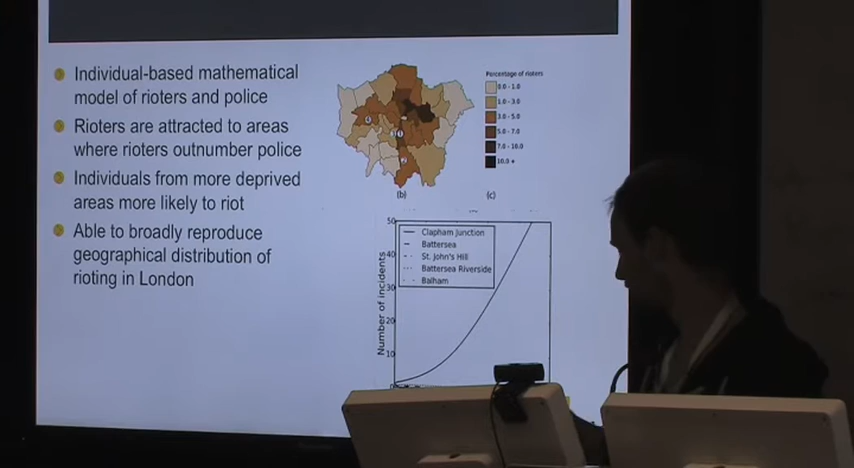 Individual-based mathematical
model of rioters and police
Rioters are attracted to areas
where rioters outnumber police
Individuals from more deprived
areas more likely to riot
Able to broadly reproduce
geographical distribution of
rioting in London
Percentage of rioters
0.0 - 1.0
1.0 - 3.0
3.0 - 5.0
5.0 - 7.0
7.0 - 10.0
10.0 +
(b)
(c)
Number of incidents
50
40
30
20
10
0
Clapham Junction
Battersea
St. John's Hill
Battersea Riverside
Balham